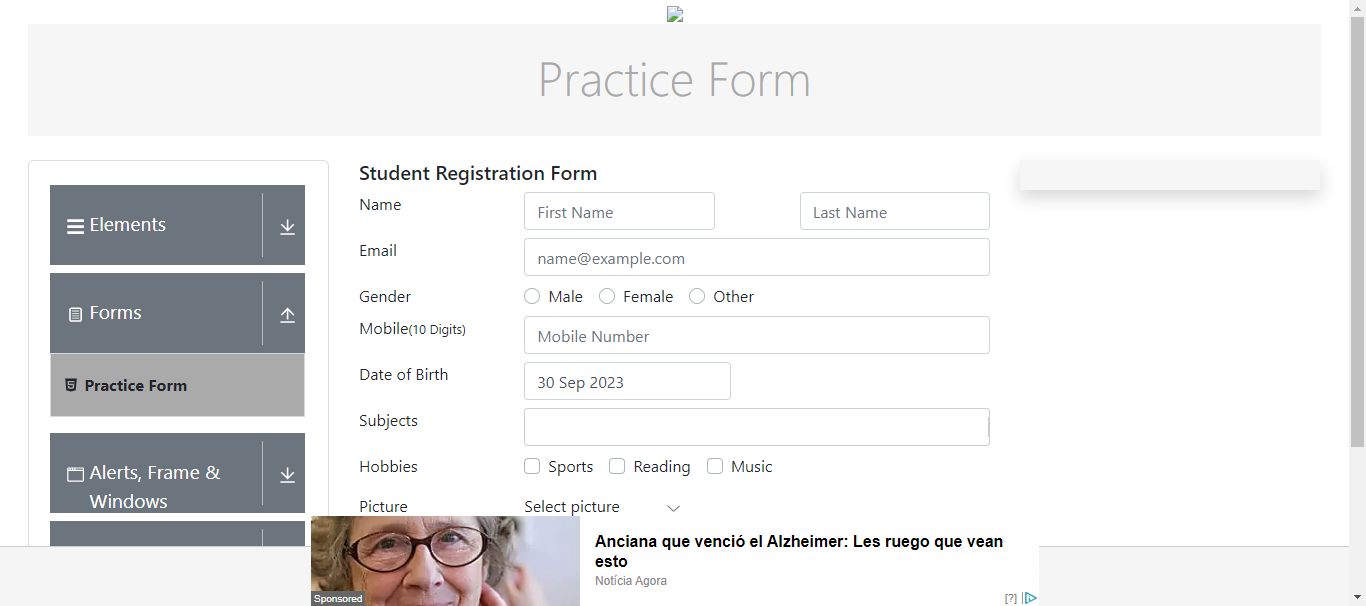 Practice Form
Elements
Forms
Practice Form
Alerts, Frame &
Windows
Student Registration Form
Name
First Name
Last Name
Email
name@example.com
Gender
Male
Female
Other
Mobile(10 Digits)
Mobile Number
Date of Birth
30 Sep 2023
Subjects
Hobbies
Sports
Reading
Music
Picture
Select picture
Anciana que venció el Alzheimer: Les ruego que vean
esto
Notícia Agora
Sponsored
[?]